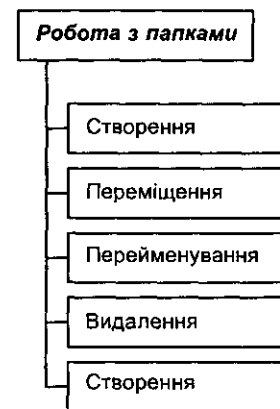 Робота з папками
Створення
Переміщення
Перейменування
Видалення
Створення